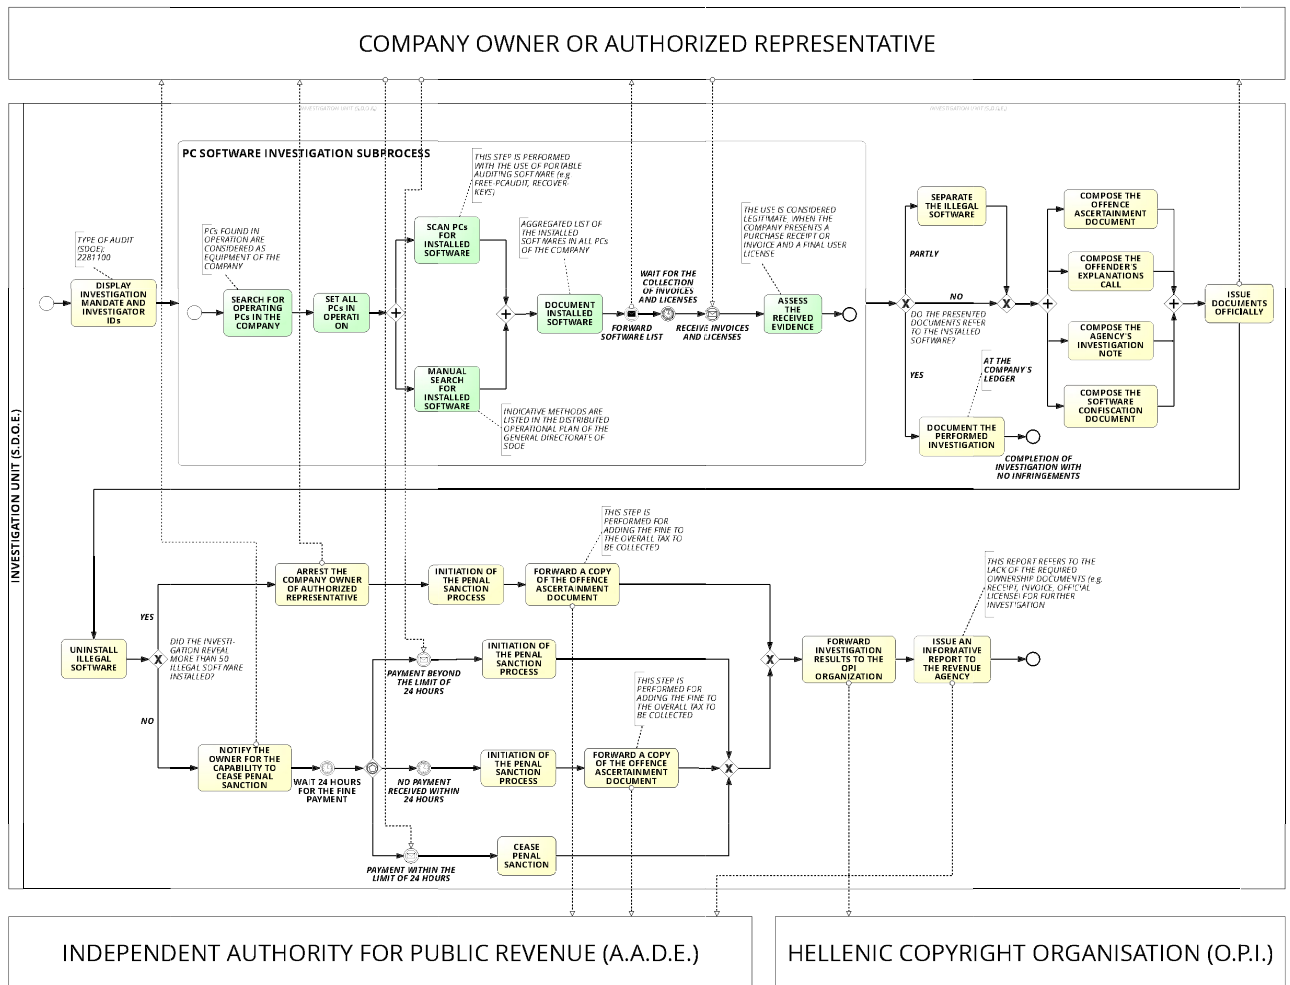 COMPANY OWNER OR AUTHORIZED REPRESENTATIVE
INVESTIGATION UNIT (S.D.O.E.)
INVESTIGATION UNIT (S.D.O.E.)
INVESTIGATION UNIT (S.D.O.E.)
PC SOFTWARE INVESTIGATION SUBPROCESS
TYPE OF AUDIT
(SDOE):
2281100
DISPLAY
INVESTIGATION
MANDATE AND
INVESTIGATOR
IDs
PCs FOUND IN
OPERATION ARE
CONSIDERED AS
EQUIPMENT OF THE
COMPANY
SEARCH FOR
OPERATING
PCs IN THE
COMPANY
SET ALL
PCs IN
OPERATI
ON
THIS STEP IS PERFORMED
WITH THE USE OF PORTABLE
AUDITING SOFTWARE (e.g
FREE-PCAUDIT, RECOVER-
KEYS)
SCAN PCs
FOR
INSTALLED
SOFTWARE
MANUAL
SEARCH
FOR
INSTALLED
SOFTWARE
INDICATIVE METHODS ARE
LISTED IN THE DISTRIBUTED
OPERATIONAL PLAN OF THE
GENERAL DIRECTORATE OF
SDOE
AGGREGATED LIST OF
THE INSTALLED
SOFTWARES IN ALL PCs
OF THE COMPANY
DOCUMENT
INSTALLED
SOFTWARE
FORWARD
SOFTWARE LIST
WAIT FOR THE
COLLECTION
OF INVOICES
AND LICENSES
RECEIVE INVOICES
AND LICENSES
THE USE IS CONSIDERED
LEGITIMATE, WHEN THE
COMPANY PRESENTS A
PURCHASE RECEIPT OR
INVOICE AND A FINAL USER
LICENSE
ASSESS
THE
RECEIVED
EVIDENCE
SEPARATE
THE ILLEGAL
SOFTWARE
PARTLY
NO
DO THE PRESENTED
DOCUMENTS REFER
TO THE INSTALLED
SOFTWARE?
YES
AT THE
COMPANY'S
LEDGER
DOCUMENT THE
PERFORMED
INVESTIGATION
COMPLETION OF
INVESTIGATION WITH
NO INFRINGEMENTS
COMPOSE THE
OFFENCE
ASCERTAINMENT
DOCUMENT
COMPOSE THE
OFFENDER'S
EXPLANATIONS
CALL
COMPOSE THE
AGENCY'S
INVESTIGATION
NOTE
COMPOSE THE
SOFTWARE
CONFISCATION
DOCUMENT
ISSUE
DOCUMENTS
OFFICIALLY
UNINSTALL
ILLEGAL
SOFTWARE
YES
DID THE INVESTI-
GATION REVEAL
MORE THAN 50
ILLEGAL SOFTWARE
INSTALLED?
NO
ARREST THE
COMPANY OWNER
OF AUTHORIZED
REPRESENTATIVE
INITIATION OF
THE PENAL
SANCTION
PROCESS
THIS STEP IS
PERFORMED FOR
ADDING THE FINE TO
THE OVERALL TAX TO
BE COLLECTED
FORWARD A COPY
OF THE OFFENCE
ASCERTAINMENT
DOCUMENT
PAYMENT BEYOND
THE LIMIT OF
24 HOURS
INITIATION OF
THE PENAL
SANCTION
PROCESS
NOTIFY THE
OWNER FOR THE
CAPABILITY TO
CEASE PENAL
SANCTION
WAIT 24 HOURS
FOR THE FINE
PAYMENT
NO PAYMENT
RECEIVED WITHIN
24 HOURS
INITIATION OF
THE PENAL
SANCTION
PROCESS
THIS STEP IS
PERFORMED FOR
ADDING THE FINE TO
THE OVERALL TAX TO
BE COLLECTED
FORWARD A COPY
OF THE OFFENCE
ASCERTAINMENT
DOCUMENT
PAYMENT WITHIN THE
LIMIT OF 24 HOURS
CEASE
PENAL
SANCTION
FORWARD
INVESTIGATION
RESULTS TO THE
OPI
ORGANIZATION
THIS REPORT REFERS TO THE
LACK OF THE REQUIRED
OWNERSHIP DOCUMENTS (e.g.
RECEIPT, INVOICE, OFFICIAL
LICENSE) FOR FURTHER
INVESTIGATION
ISSUE AN
INFORMATIVE
REPORT TO
THE REVENUE
AGENCY
INDEPENDENT AUTHORITY FOR PUBLIC REVENUE (A.A.D.E.)
HELLENIC COPYRIGHT ORGANISATION (O.P.I.)